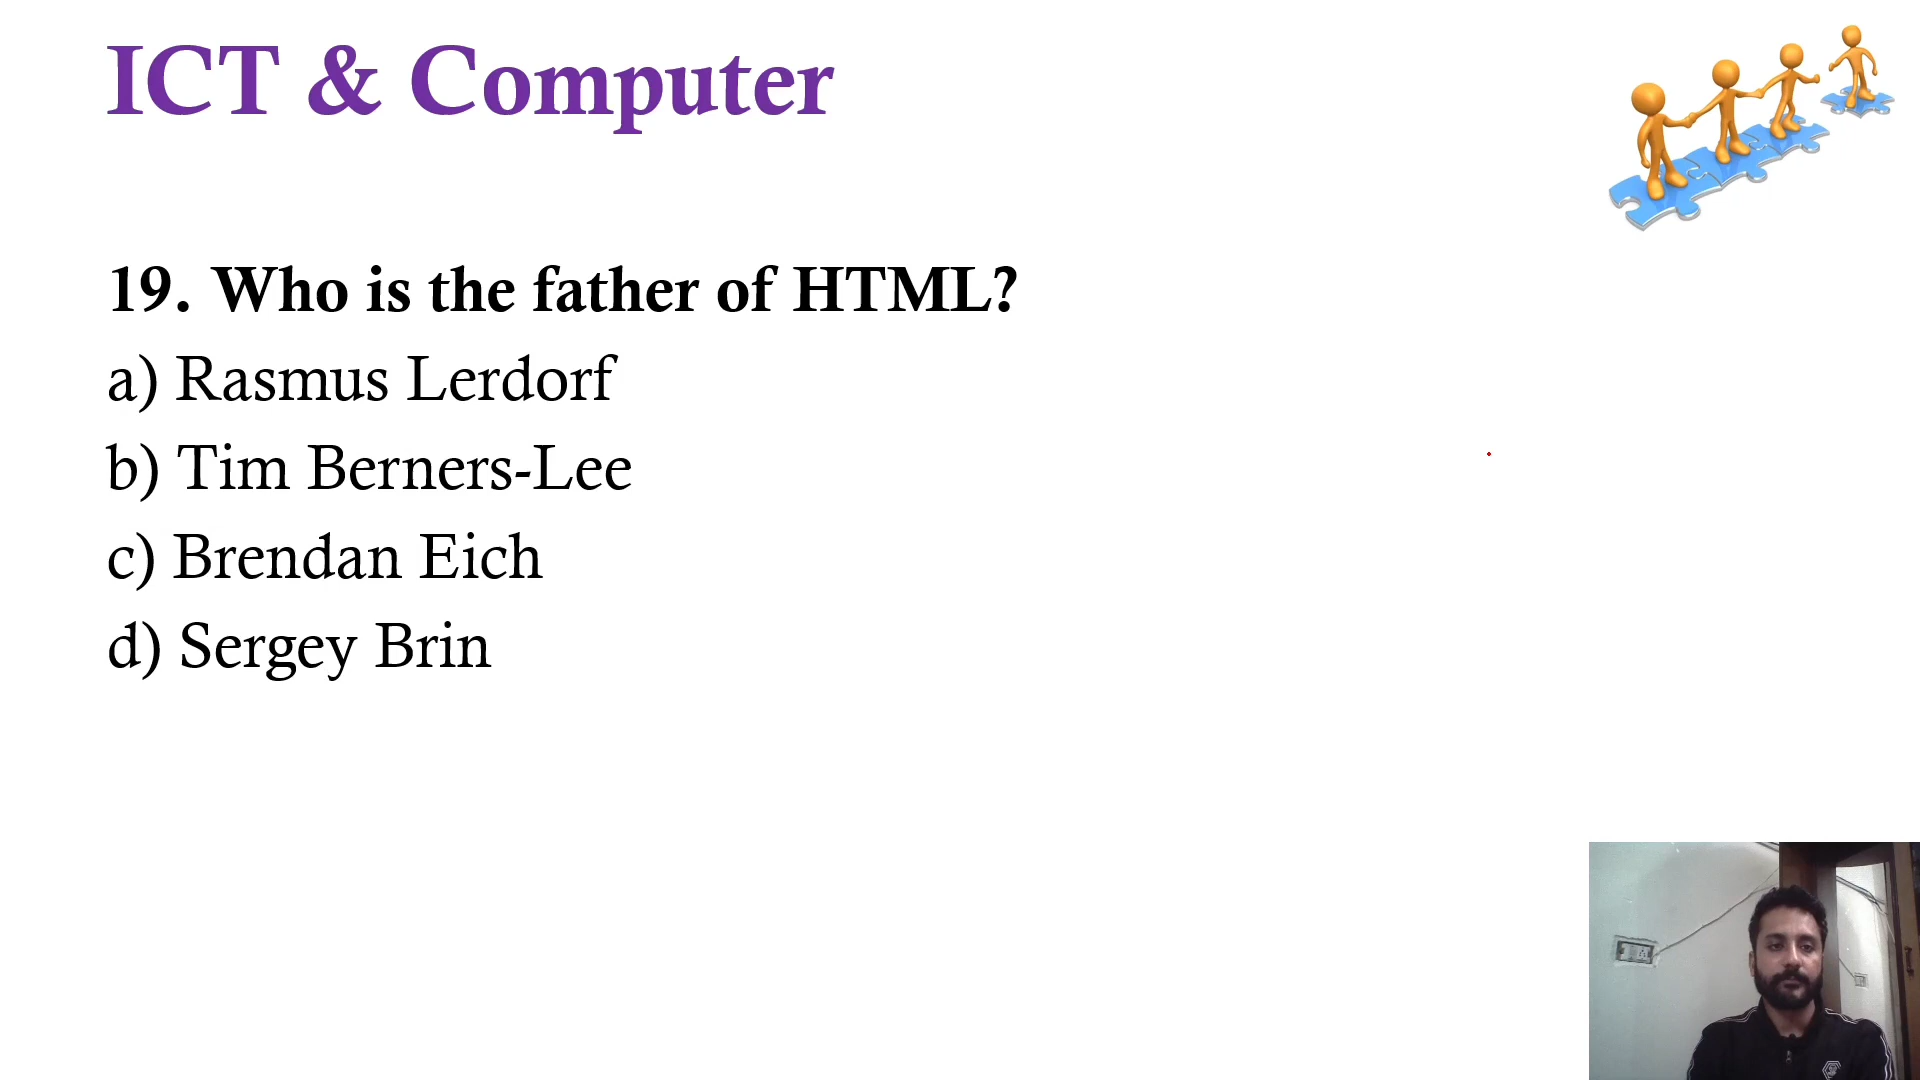 ICT & Computer
19. Who is the father of HTML?
a) Rasmus Lerdorf
b) Tim Berners-Lee
c) Brendan Eich
d) Sergey Brin